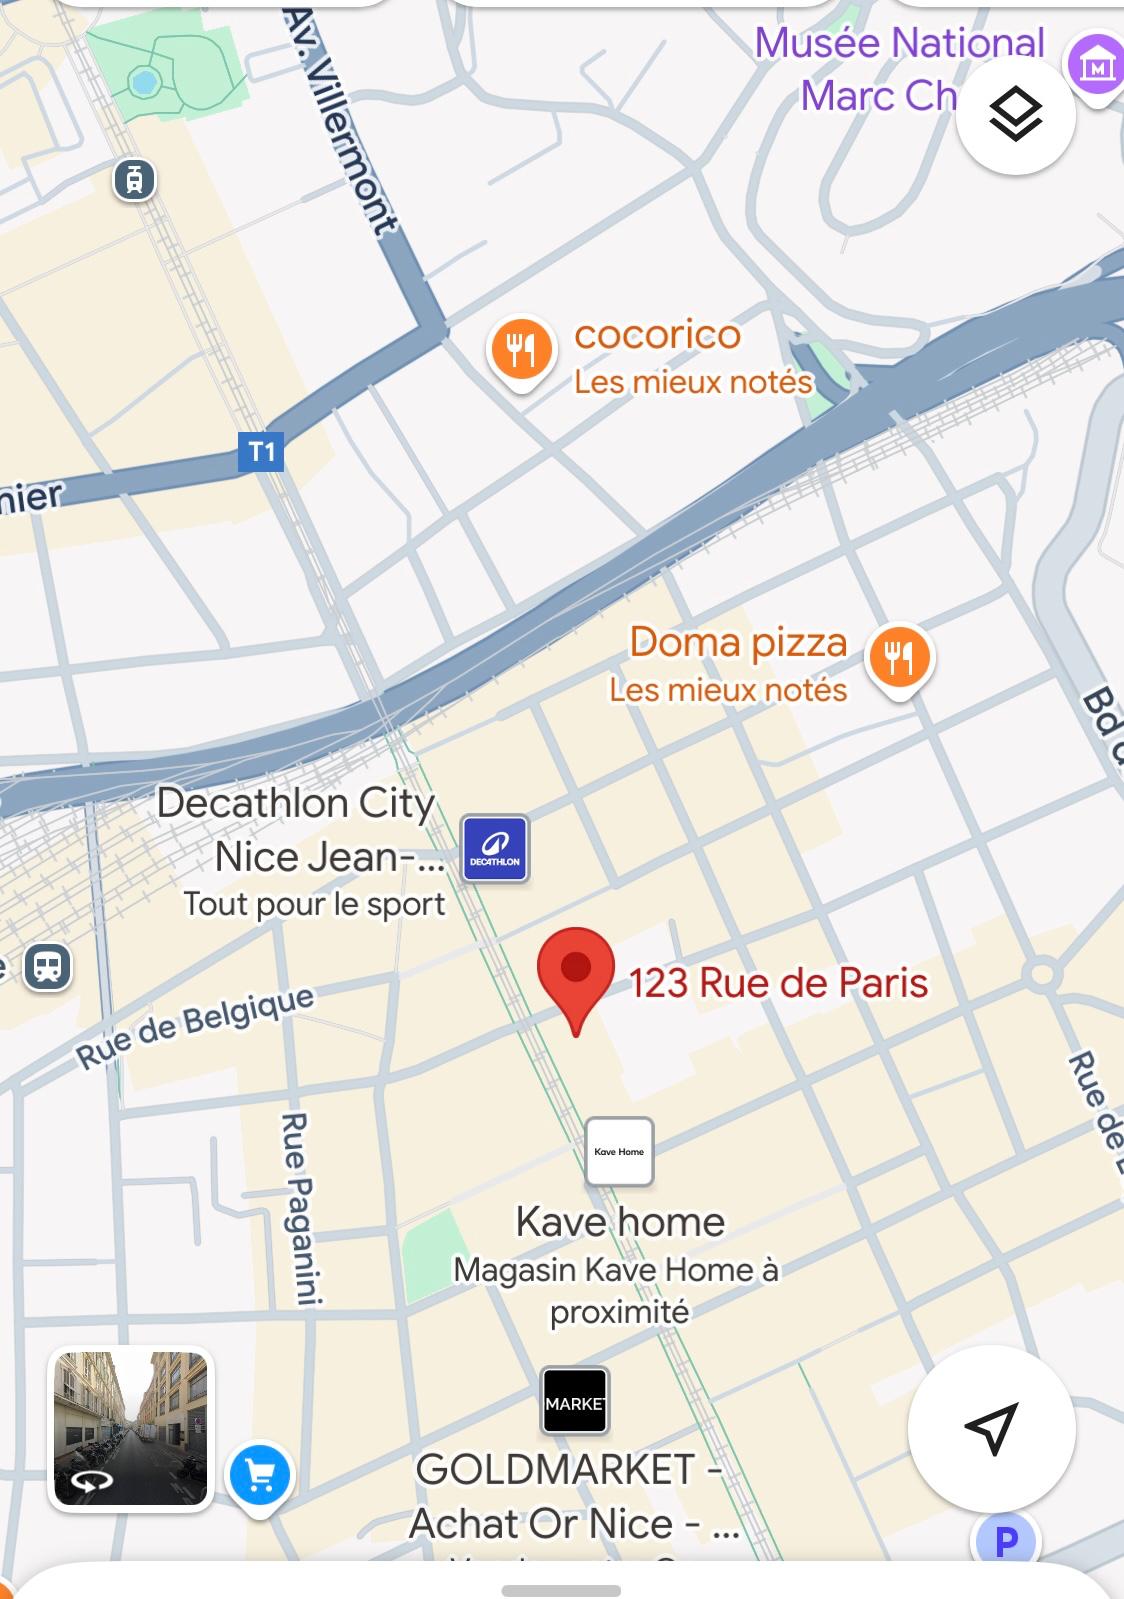 Musée National
Marc Ch
Av. Villermont
cocorico
Les mieux notés
T1
nier
Doma pizza
Les mieux notés
Bd d
Decathlon City
Nice Jean-...
Tout pour le sport
DECATHLON
e
123 Rue de Paris
Rue de Belgique
Rue de
Rue Paganini
Kave Home
Kave home
Magasin Kave Home à
proximité
MARKET
GOLDMARKET -
Achat Or Nice - ...
P